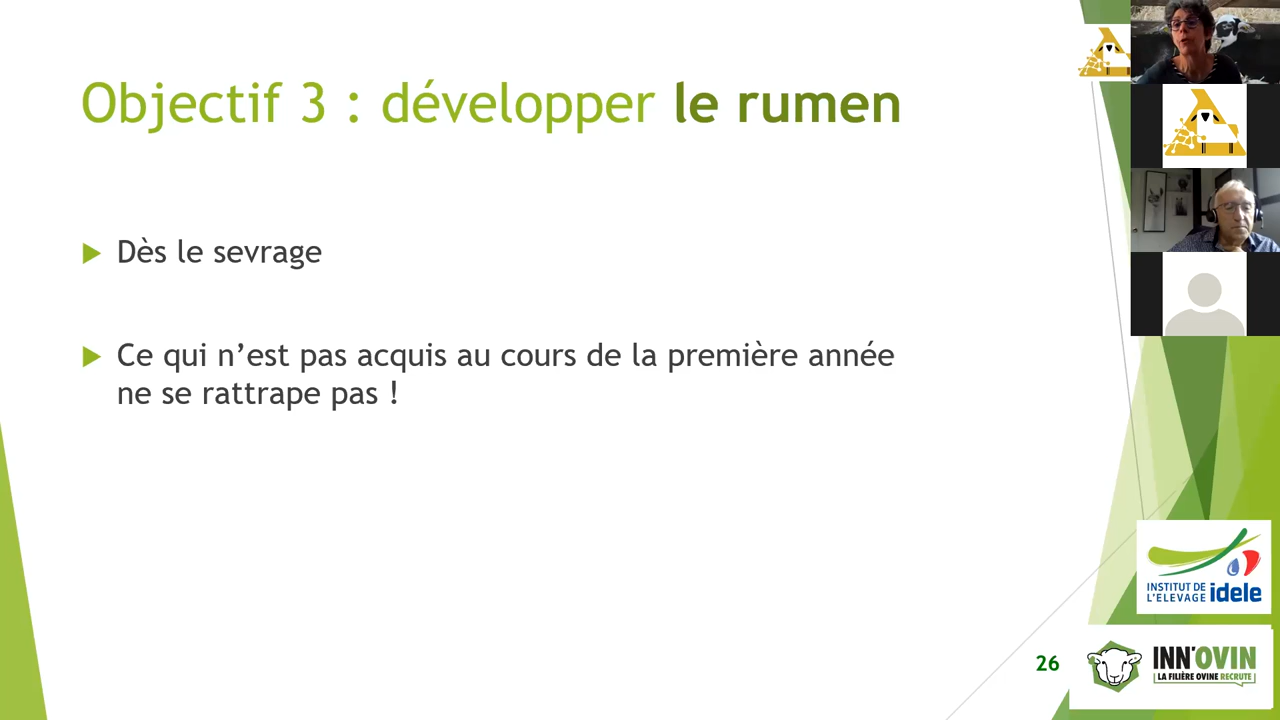 Objectif 3 : développer le rumen
Dès le sevrage
Ce qui n’est pas acquis au cours de la première année
ne se rattrape pas !
INSTITUT DE
L'ELEVAGE idele
26
INN'OVIN
LA FILIÈRE OVINE RECRUTE